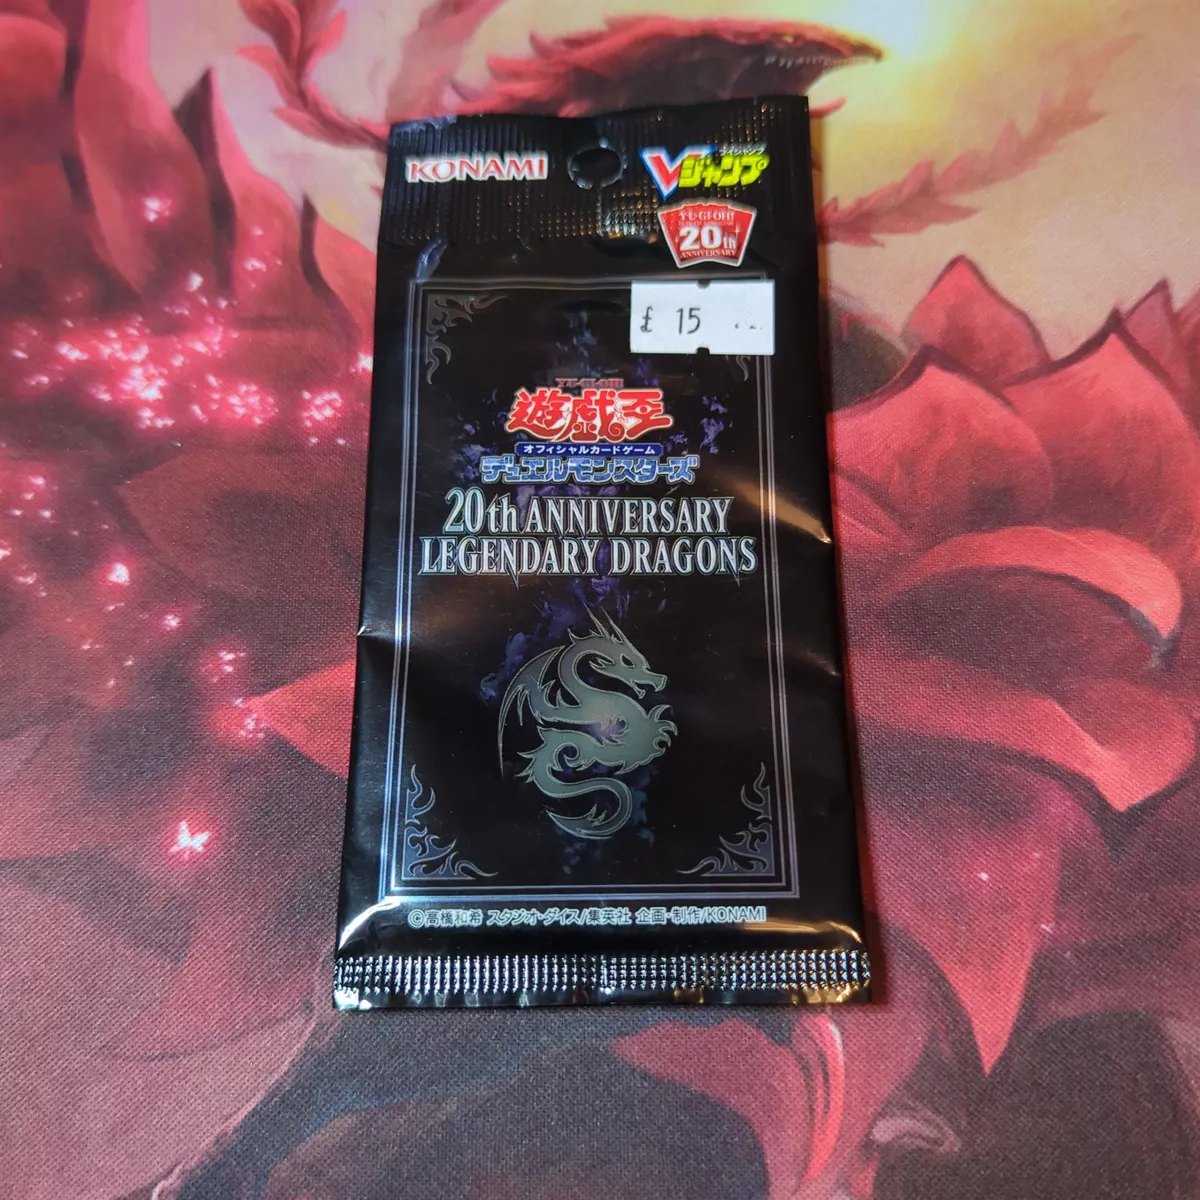 KONAMI
Vジャンプ
YU-GI-OH!
20th
ANNIVERSARY
£ 15
YU-GI-OH!
遊戯王
オフィシャルカードゲーム
デュエルモンスターズ
20th ANNIVERSARY
LEGENDARY DRAGONS
©高橋和希 スタジオ・ダイス/集英社 企画・制作/KONAMI